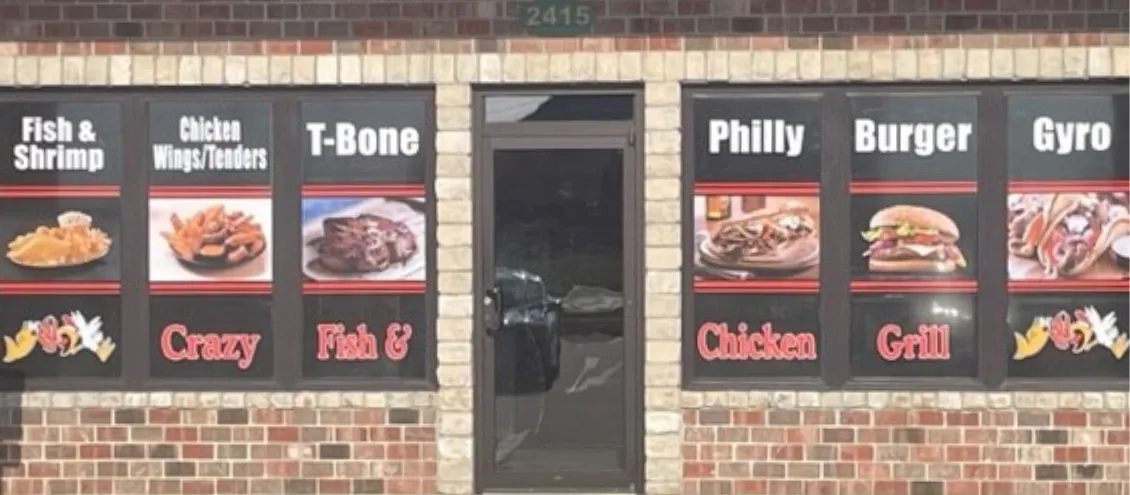 2415
Fish &
Shrimp
Chicken
Wings/Tenders
T-Bone
Philly
Burger
Gyro
Crazy
Fish &
Chicken
Grill